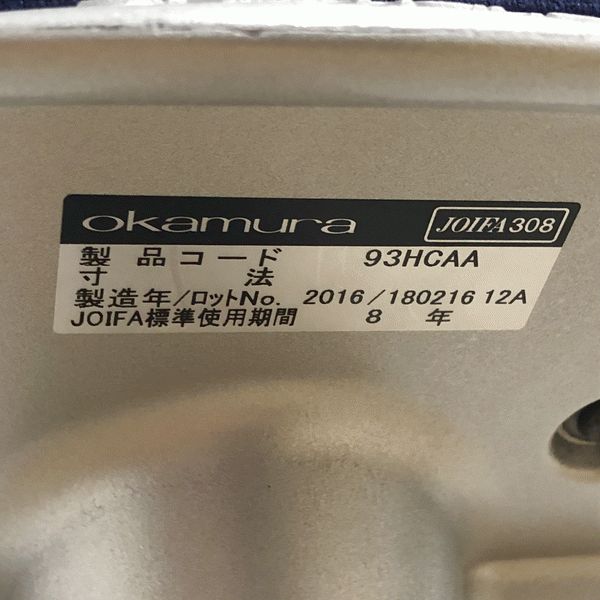 okamura JOIFA308
製品コード 93HCAA
寸法
製造年/ロットNo. 2016/180216 12A
JOIFA標準使用期間 8 年